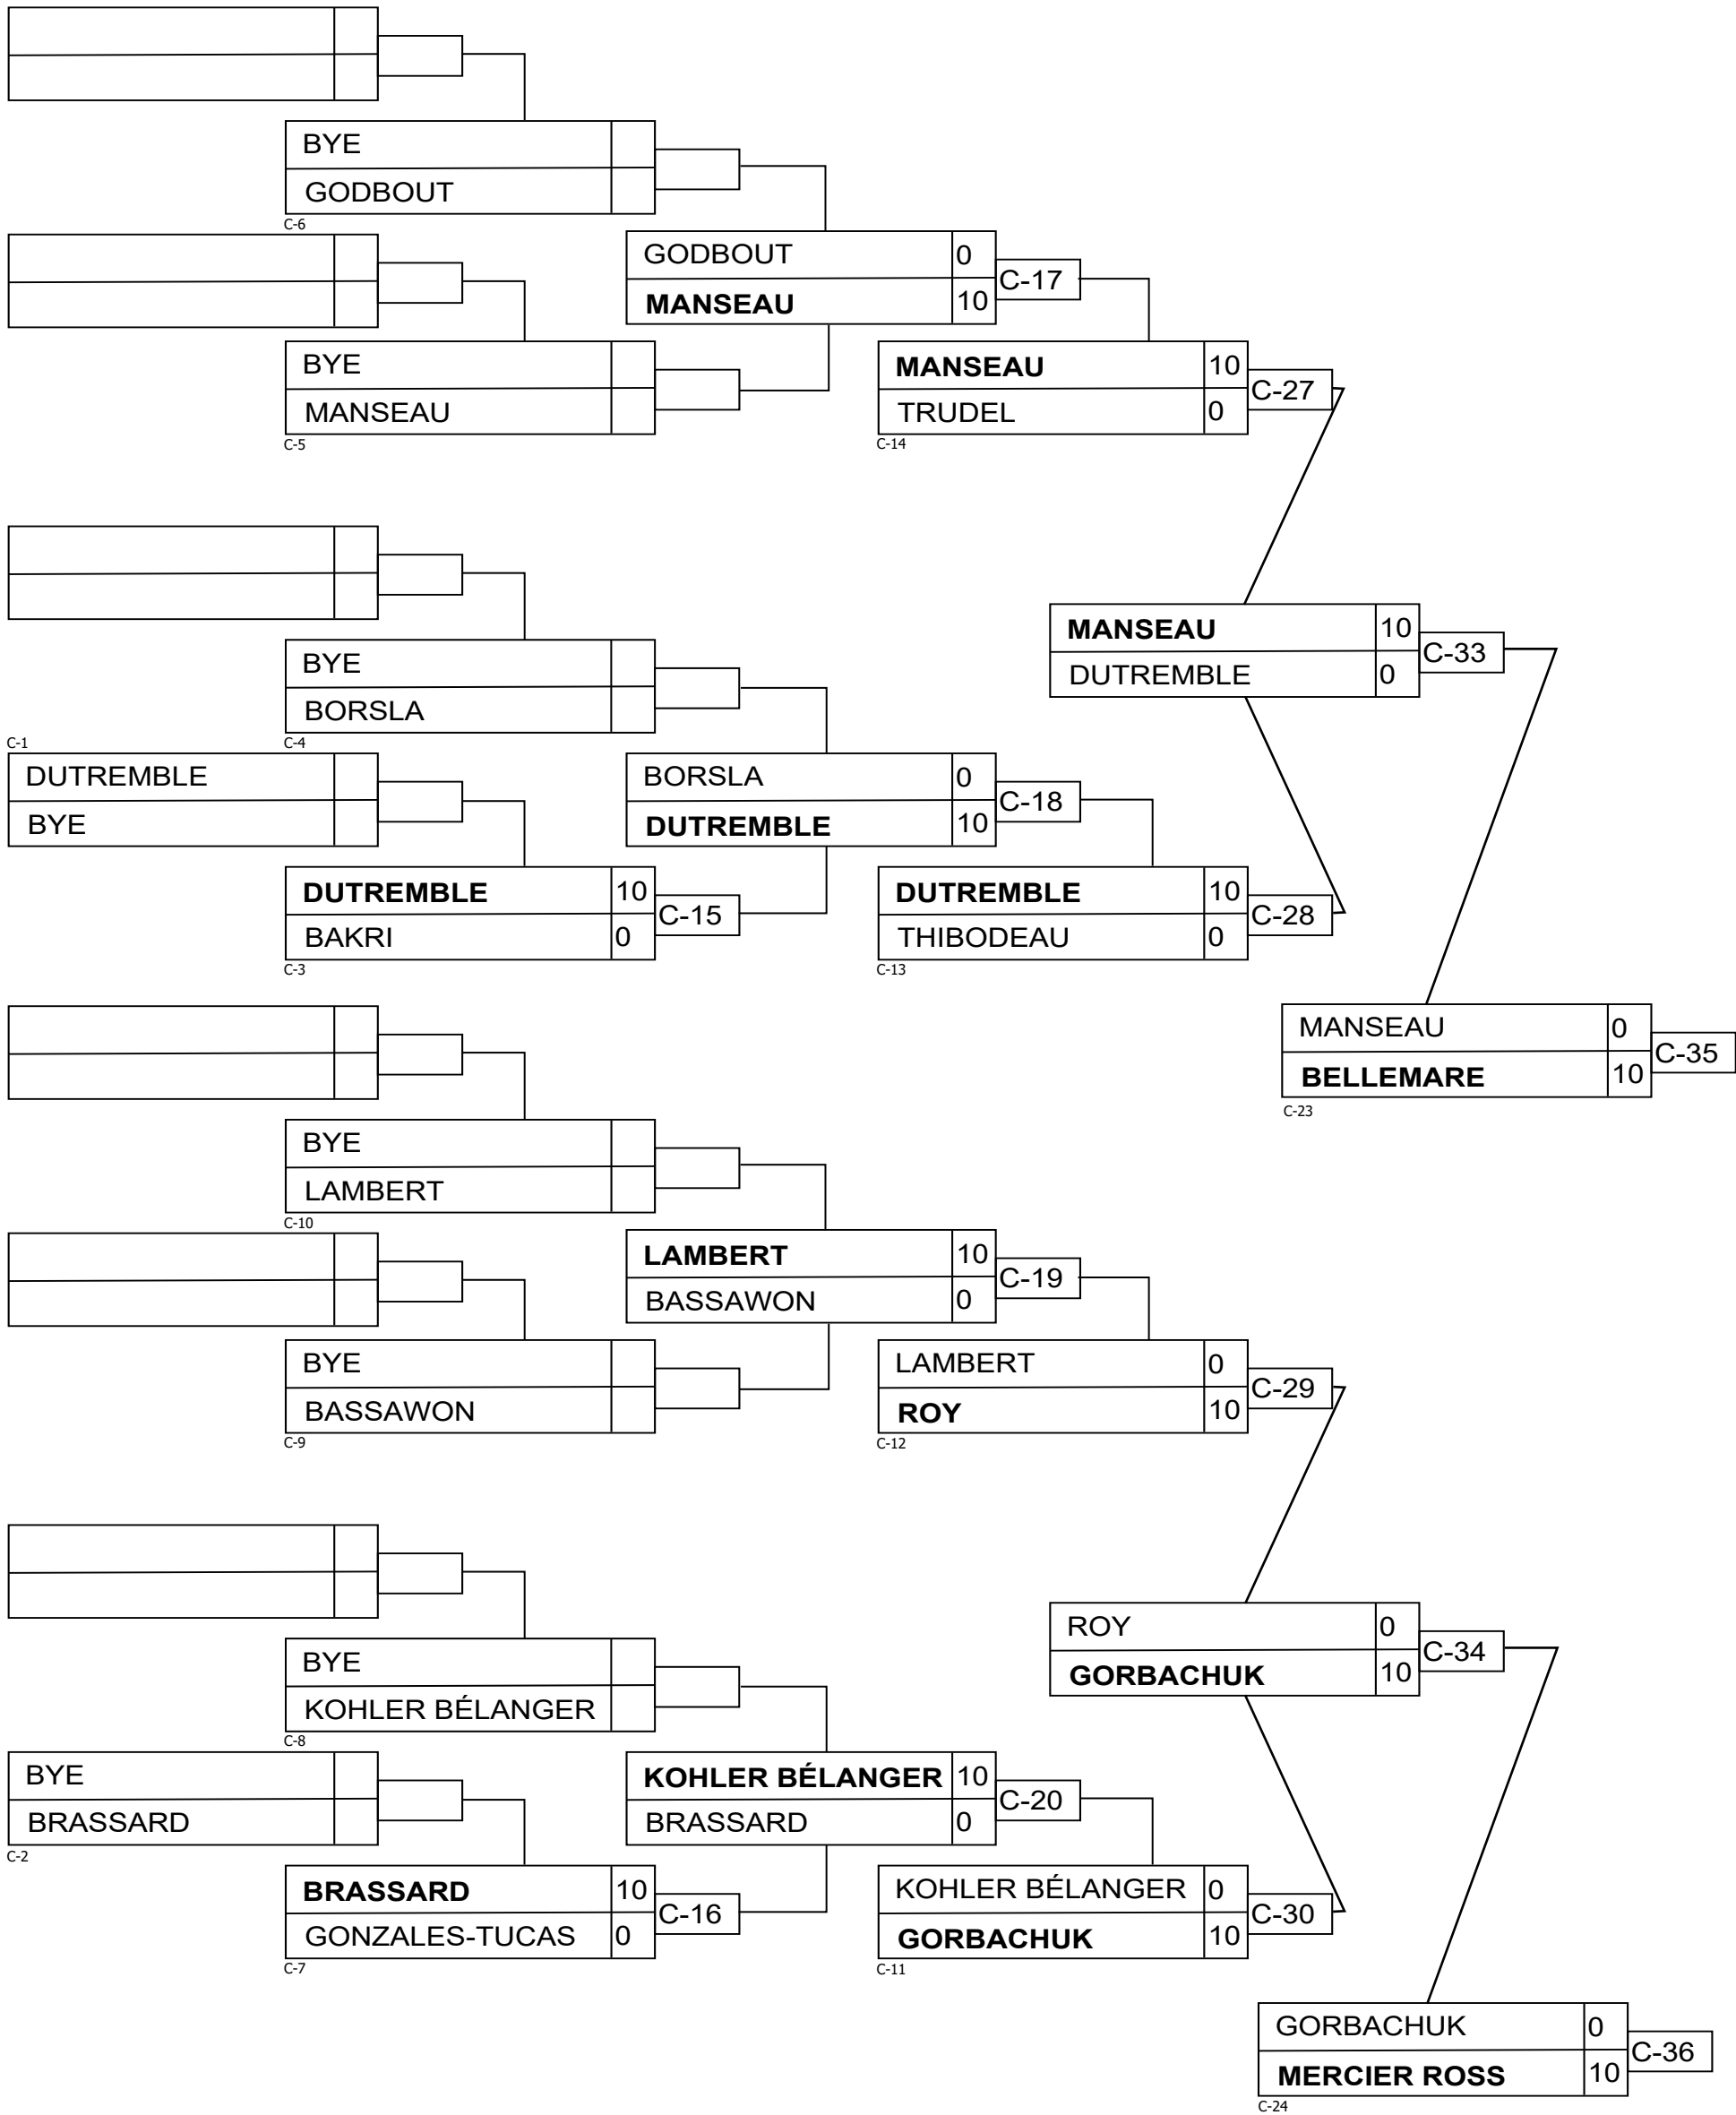 BYE
GODBOUT
C-6
GODBOUT 0
MANSEAU 10
C-17
BYE
MANSEAU
C-5
MANSEAU 10
TRUDEL 0
C-27
C-14
MANSEAU 10
DUTREMBLE 0
C-33
BYE
BORSLA
C-4
C-1
DUTREMBLE
BYE
BORSLA 0
DUTREMBLE 10
C-18
DUTREMBLE 10
BAKRI 0
C-15
C-3
DUTREMBLE 10
THIBODEAU 0
C-28
C-13
MANSEAU 0
BELLEMARE 10
C-35
C-23
BYE
LAMBERT
C-10
LAMBERT 10
BASSAWON 0
C-19
BYE
BASSAWON
C-9
LAMBERT 0
ROY 10
C-29
C-12
ROY 0
GORBACHUK 10
C-34
BYE
KOHLER BÉLANGER
C-8
BYE
BRASSARD
C-2
KOHLER BÉLANGER 10
BRASSARD 0
C-20
BRASSARD 10
GONZALES-TUCAS 0
C-16
C-7
KOHLER BÉLANGER 0
GORBACHUK 10
C-30
C-11
GORBACHUK 0
MERCIER ROSS 10
C-36
C-24